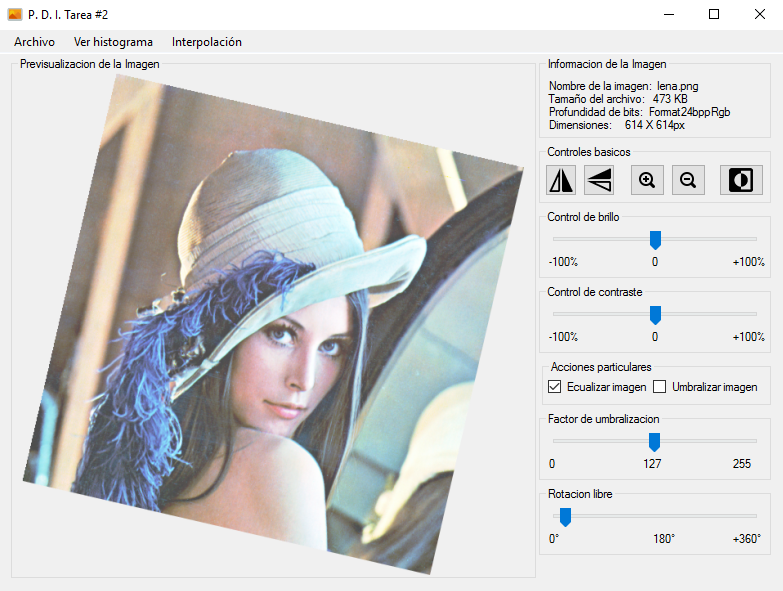 P. D. I. Tarea #2
Archivo Ver histograma Interpolación
Previsualizacion de la Imagen
Informacion de la Imagen
Nombre de la imagen: lena.png
Tamaño del archivo: 473 KB
Profundidad de bits: Format24bppRgb
Dimensiones: 614 X 614px
Controles basicos
Control de brillo
-100% 0 +100%
Control de contraste
-100% 0 +100%
Acciones particulares
Ecualizar imagen Umbralizar imagen
Factor de umbralizacion
0 127 255
Rotacion libre
0° 180° +360°